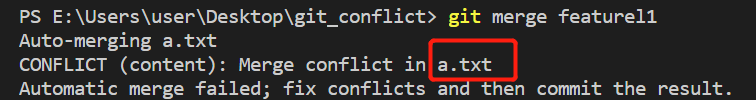 PS E:\Users\user\Desktop\git_conflict> git merge feature1
Auto-merging a.txt
CONFLICT (content): Merge conflict in a.txt
Automatic merge failed; fix conflicts and then commit the result.